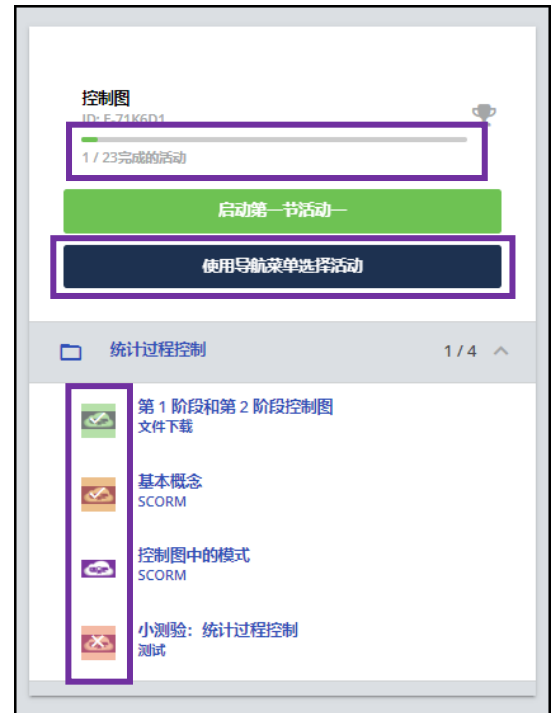 控制图
ID: E-71K6D1
1 / 23完成的活动
启动第一节活动一
使用导航菜单选择活动
统计过程控制
1 / 4
第 1 阶段和第 2 阶段控制图
文件下载
基本概念
SCORM
控制图中的模式
SCORM
小测验：统计过程控制
测试